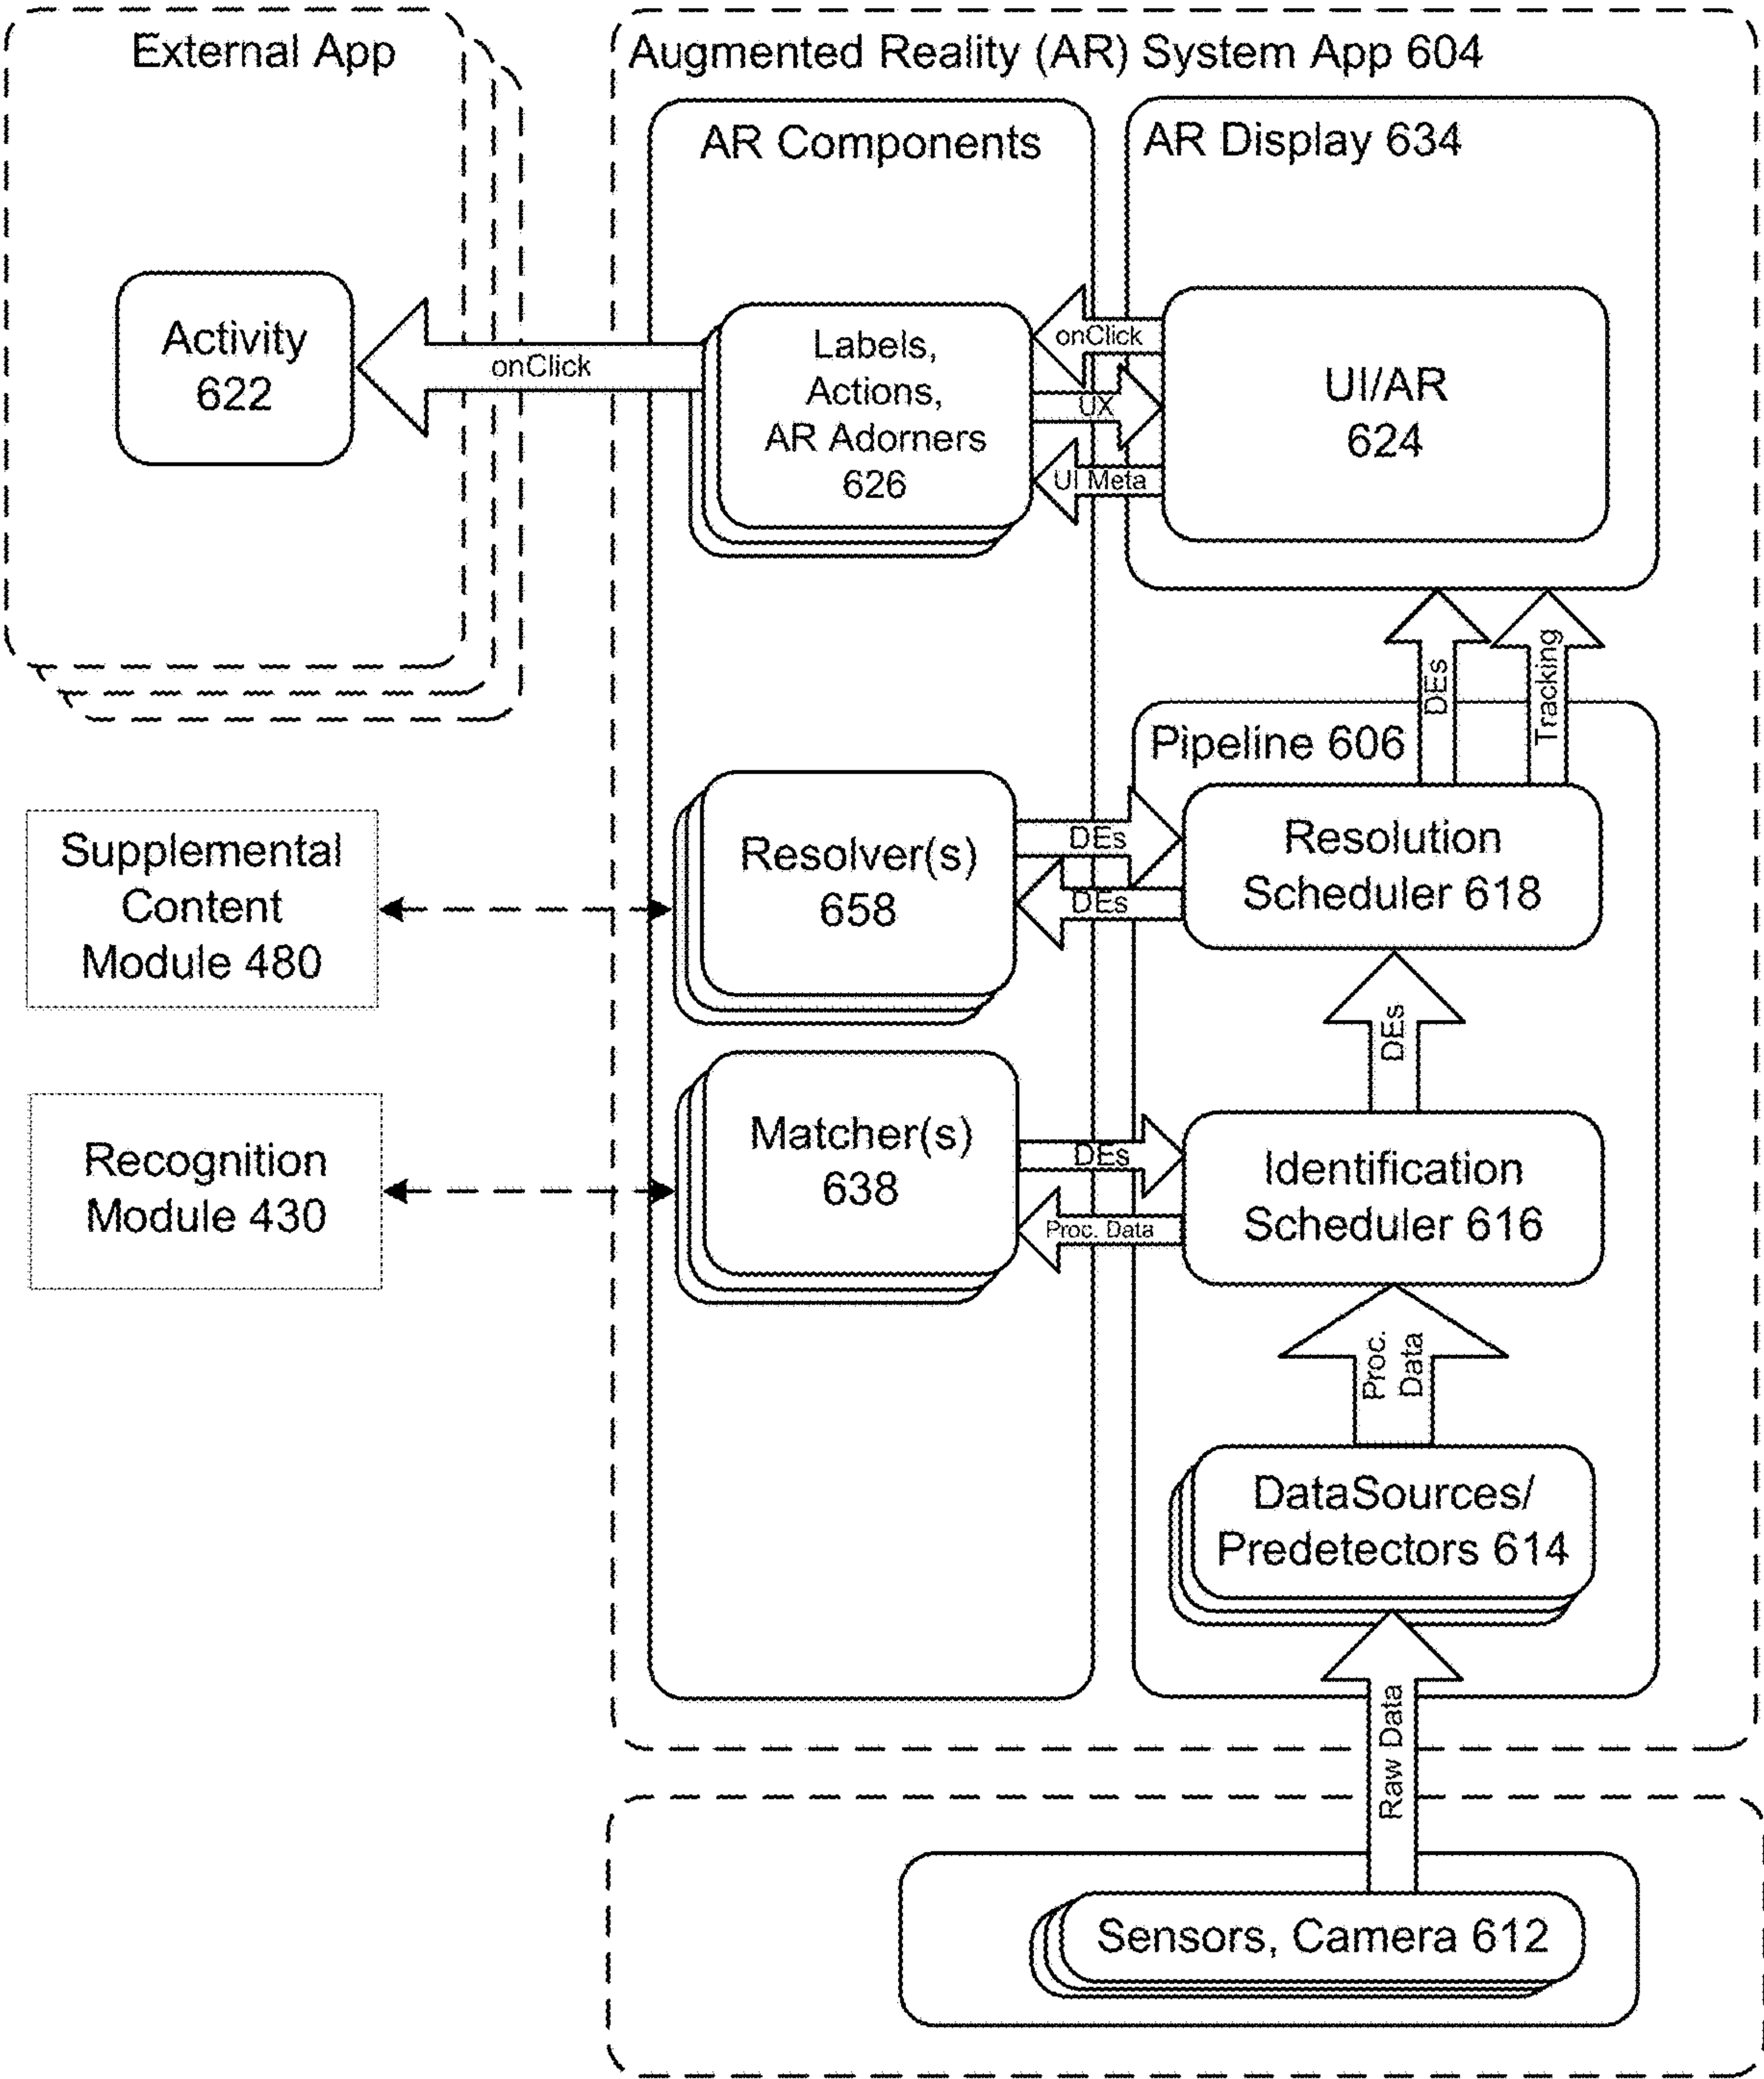 External App
Augmented Reality (AR) System App 604
AR Components
AR Display 634
Activity
622
onClick
Labels,
Actions,
AR Adorners
626
onClick
UX
UI Meta
UI/AR
624
DEs
Tracking
Pipeline 606
Supplemental
Content
Module 480
Resolver(s)
658
DEs
DEs
Resolution
Scheduler 618
DEs
Recognition
Module 430
Matcher(s)
638
DEs
Proc. Data
Identification
Scheduler 616
Proc.
Data
DataSources/
Predetectors 614
Raw Data
Sensors, Camera 612